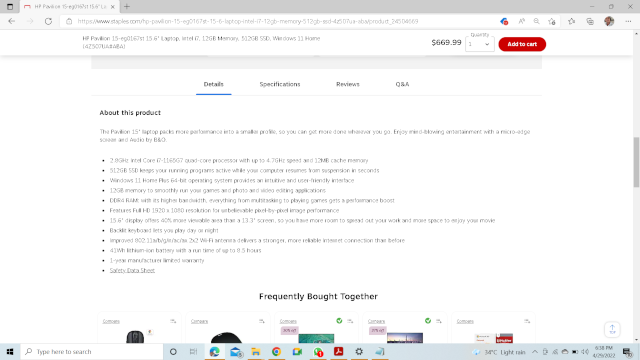 HP Pavilion 15-eg0167st 15.6" La
https://www.staples.com/hp-pavilion-15-eg0167st-15-6-laptop-intel-i7-12gb-memory-512gb-ssd-4z507ua-aba/product_24504669
HP Pavilion 15-eg0167st 15.6" Laptop, Intel i7, 12GB Memory, 512GB SSD, Windows 11 Home
(4Z507UA#ABA)
$669.99
Quantity
1
Add to cart
Details
Specifications
Reviews
Q&A
About this product
The Pavilion 15" laptop packs more performance into a smaller profile, so you can get more done wherever you go. Enjoy mind-blowing entertainment with a micro-edge
screen and Audio by B&O.
• 2.8GHz Intel Core i7-1165G7 quad-core processor with up to 4.7GHz speed and 12MB cache memory
• 512GB SSD keeps your running programs active while your computer resumes from suspension in seconds
• Windows 11 Home Plus 64-bit operating system provides an intuitive and user-friendly interface
• 12GB memory to smoothly run your games and photo and video editing applications
• DDR4 RAM: with its higher bandwidth, everything from multitasking to playing games gets a performance boost
• Features Full HD 1920 x 1080 resolution for unbelievable pixel-by-pixel image performance
• 15.6" display offers 40% more viewable area than a 13.3" screen, so you have more room to spread out your work and more space to enjoy your movie
• Backlit keyboard lets you play day or night
• Improved 802.11a/b/g/n/ac/ax 2x2 Wi-Fi antenna delivers a stronger, more reliable internet connection than before
• 41Wh lithium-ion battery with a run time of up to 8.5 hours
• 1-year manufacturer limited warranty
• Safety Data Sheet
Frequently Bought Together
Compare
Compare
Compare
Compare
Compare
Type here to search
34°C Light rain
4:38 PM
4/29/2022